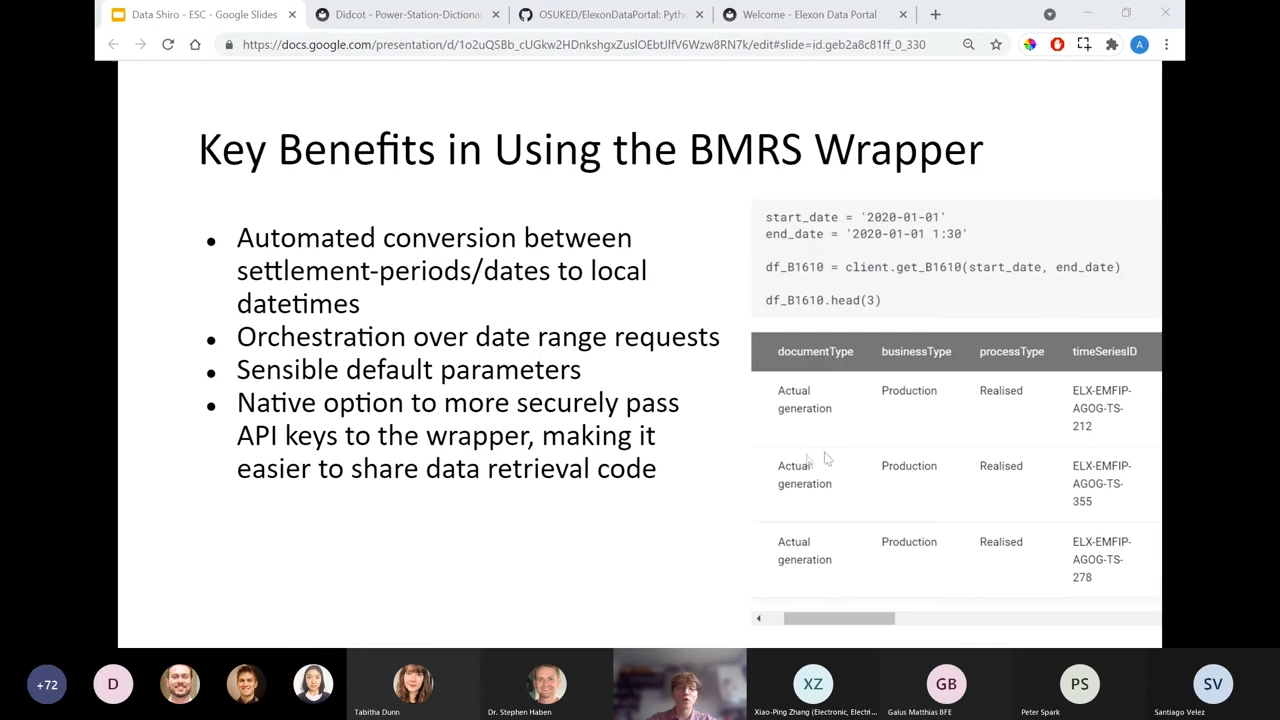 Data Shiro - ESC - Google Slides
Didcot - Power-Station-Dictionar
OSUKED/ElexonDataPortal: Pytho
Welcome - Elexon Data Portal
https://docs.google.com/presentation/d/1o2uQSBb_cUGkw2HDnkshgxZuslOEbtJlfV6Wzw8RN7k/edit#slide=id.geb2a8c81ff_0_330
A
Key Benefits in Using the BMRS Wrapper
● Automated conversion between
settlement-periods/dates to local
datetimes
● Orchestration over date range requests
● Sensible default parameters
● Native option to more securely pass
API keys to the wrapper, making it
easier to share data retrieval code
start_date = '2020-01-01'
end_date = '2020-01-01 1:30'
df_B1610 = client.get_B1610(start_date, end_date)
df_B1610.head(3)
documentType businessType processType timeSeriesID
Actual generation Production Realised ELX-EMFIP-AGOG-TS-212
Actual generation Production Realised ELX-EMFIP-AGOG-TS-355
Actual generation Production Realised ELX-EMFIP-AGOG-TS-278
+72
D
Tabitha Dunn
Dr. Stephen Haben
XZ
Xiao-Ping Zhang (Electronic, Electri...
GB
Galus Matthias BFE
PS
Peter Spark
SV
Santiago Velez